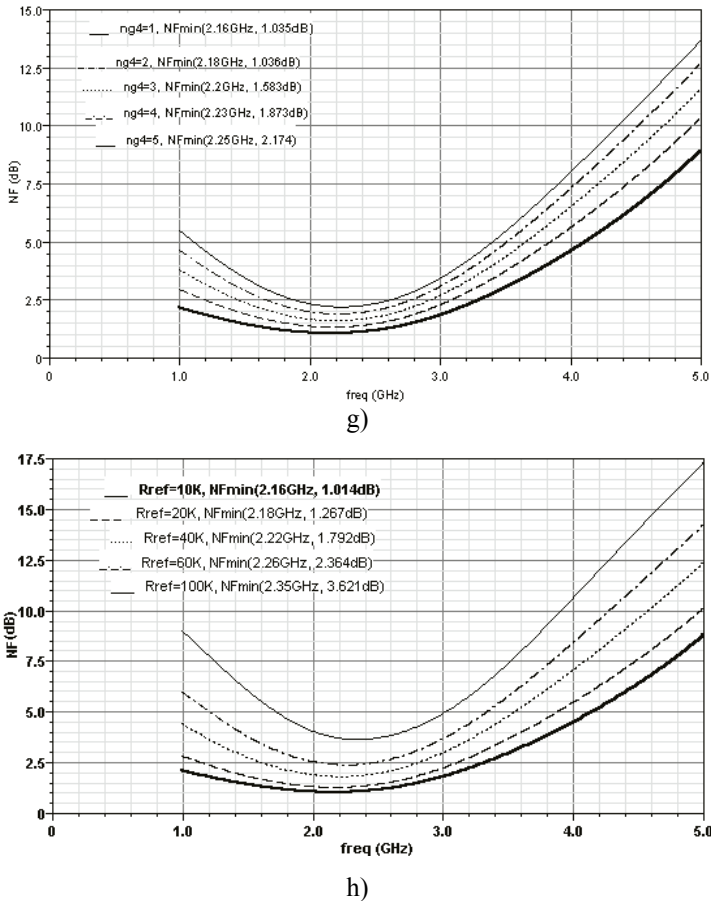 15.0
ng4=1, NFmin(2.16GHz, 1.035dB)
ng4=2, NFmin(2.18GHz, 1.036dB)
12.5
ng4=3, NFmin(2.2GHz, 1.583dB)
ng4=4, NFmin(2.23GHz, 1.873dB)
10.0
ng4=5, NFmin(2.25GHz, 2.174)
NF (dB)
7.5
5.0
2.5
0
0 1.0 2.0 3.0 4.0 5.0
freq (GHz)
g)
17.5
Rref=10K, NFmin(2.16GHz, 1.014dB)
15.0
Rref=20K, NFmin(2.18GHz, 1.267dB)
Rref=40K, NFmin(2.22GHz, 1.792dB)
12.5
Rref=60K, NFmin(2.26GHz, 2.364dB)
Rref=100K, NFmin(2.35GHz, 3.621dB)
10.0
NF(dB)
7.5
5.0
2.5
0
0 1.0 2.0 3.0 4.0 5.0
freq (GHz)
h)